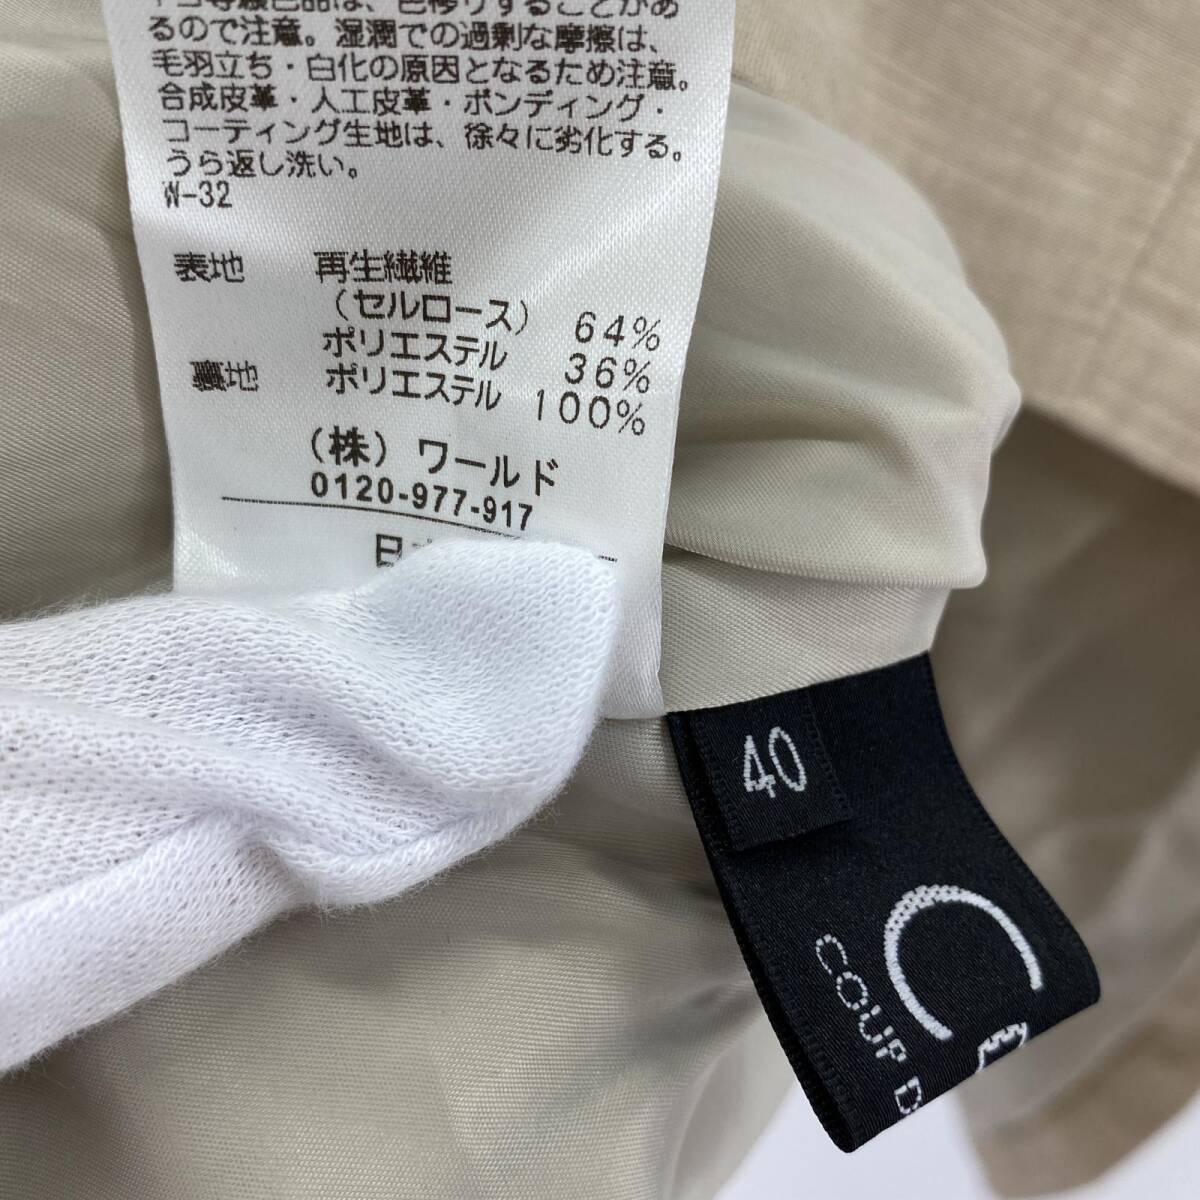 るので注意。湿潤での過剰な摩擦は、
毛羽立ち・白化の原因となるため注意。
合成皮革・人工皮革・ボンディング・
コーティング生地は、徐々に劣化する。
うら返し洗い。
W-32
表地 再生繊維
(セルロース) 64%
ポリエステル 36%
裏地 ポリエステル 100%
(株) ワールド
0120-977-917
日
40
COUP D